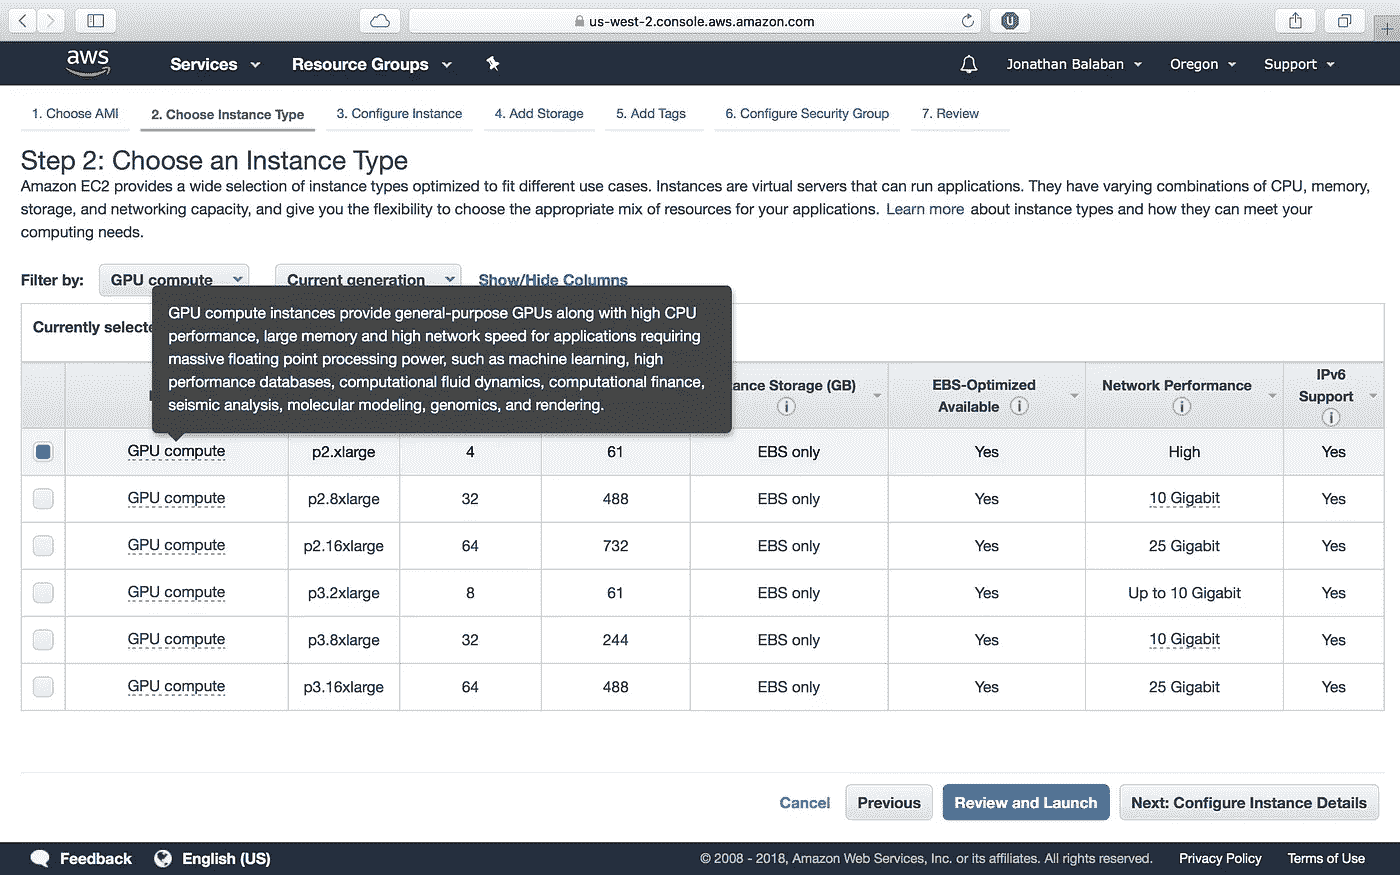 us-west-2.console.aws.amazon.com
aws Services Resource Groups Jonathan Balaban Oregon Support
1. Choose AMI 2. Choose Instance Type 3. Configure Instance 4. Add Storage 5. Add Tags 6. Configure Security Group 7. Review
Step 2: Choose an Instance Type
Amazon EC2 provides a wide selection of instance types optimized to fit different use cases. Instances are virtual servers that can run applications. They have varying combinations of CPU, memory,
storage, and networking capacity, and give you the flexibility to choose the appropriate mix of resources for your applications. Learn more about instance types and how they can meet your
computing needs.
Filter by: GPU compute Current generation Show/Hide Columns
Currently selecte
GPU compute instances provide general-purpose GPUs along with high CPU
performance, large memory and high network speed for applications requiring
massive floating point processing power, such as machine learning, high
performance databases, computational fluid dynamics, computational finance,
seismic analysis, molecular modeling, genomics, and rendering.
ance Storage (GB) EBS-Optimized Available Network Performance IPv6 Support
GPU compute p2.xlarge 4 61 EBS only Yes High Yes
GPU compute p2.8xlarge 32 488 EBS only Yes 10 Gigabit Yes
GPU compute p2.16xlarge 64 732 EBS only Yes 25 Gigabit Yes
GPU compute p3.2xlarge 8 61 EBS only Yes Up to 10 Gigabit Yes
GPU compute p3.8xlarge 32 244 EBS only Yes 10 Gigabit Yes
GPU compute p3.16xlarge 64 488 EBS only Yes 25 Gigabit Yes
Cancel Previous Review and Launch Next: Configure Instance Details
Feedback English (US) © 2008 - 2018, Amazon Web Services, Inc. or its affiliates. All rights reserved. Privacy Policy Terms of Use